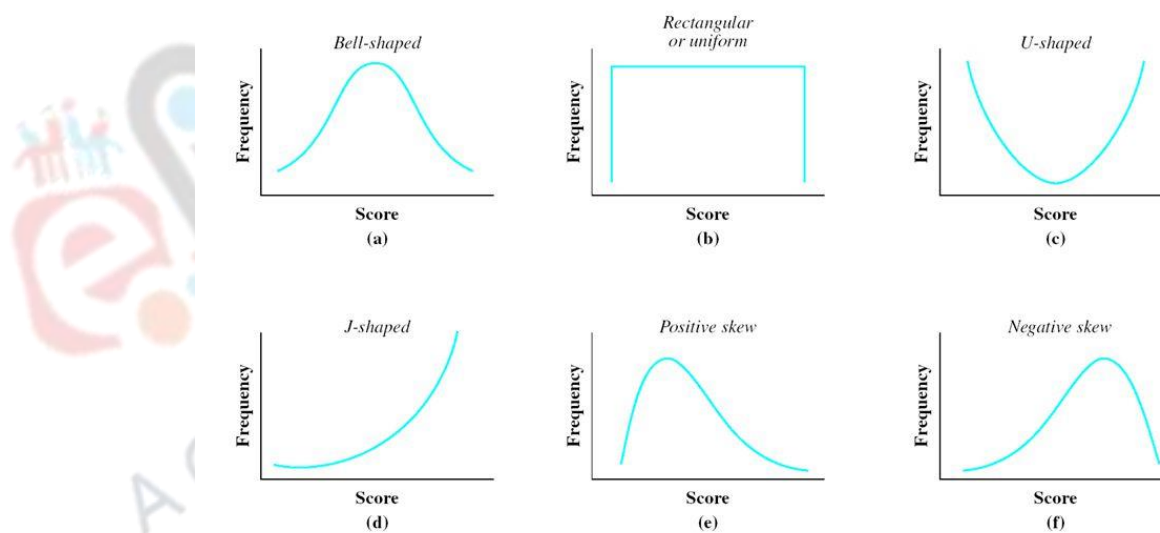 Bell-shaped
Frequency
Score
(a)
Rectangular
or uniform
Frequency
Score
(b)
U-shaped
Frequency
Score
(c)
J-shaped
Frequency
Score
(d)
Positive skew
Frequency
Score
(e)
Negative skew
Frequency
Score
(f)